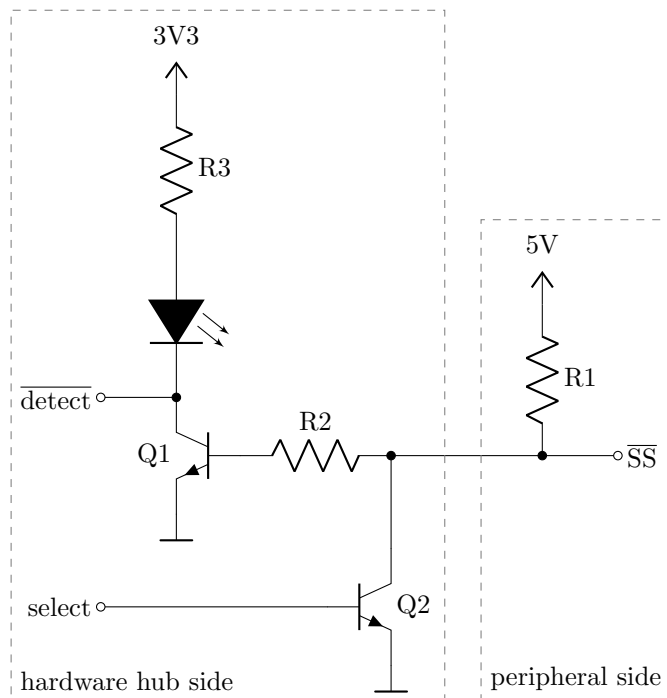 3V3
R3
5V
R1
detect
R2
Q1
SS
select
Q2
hardware hub side
peripheral side